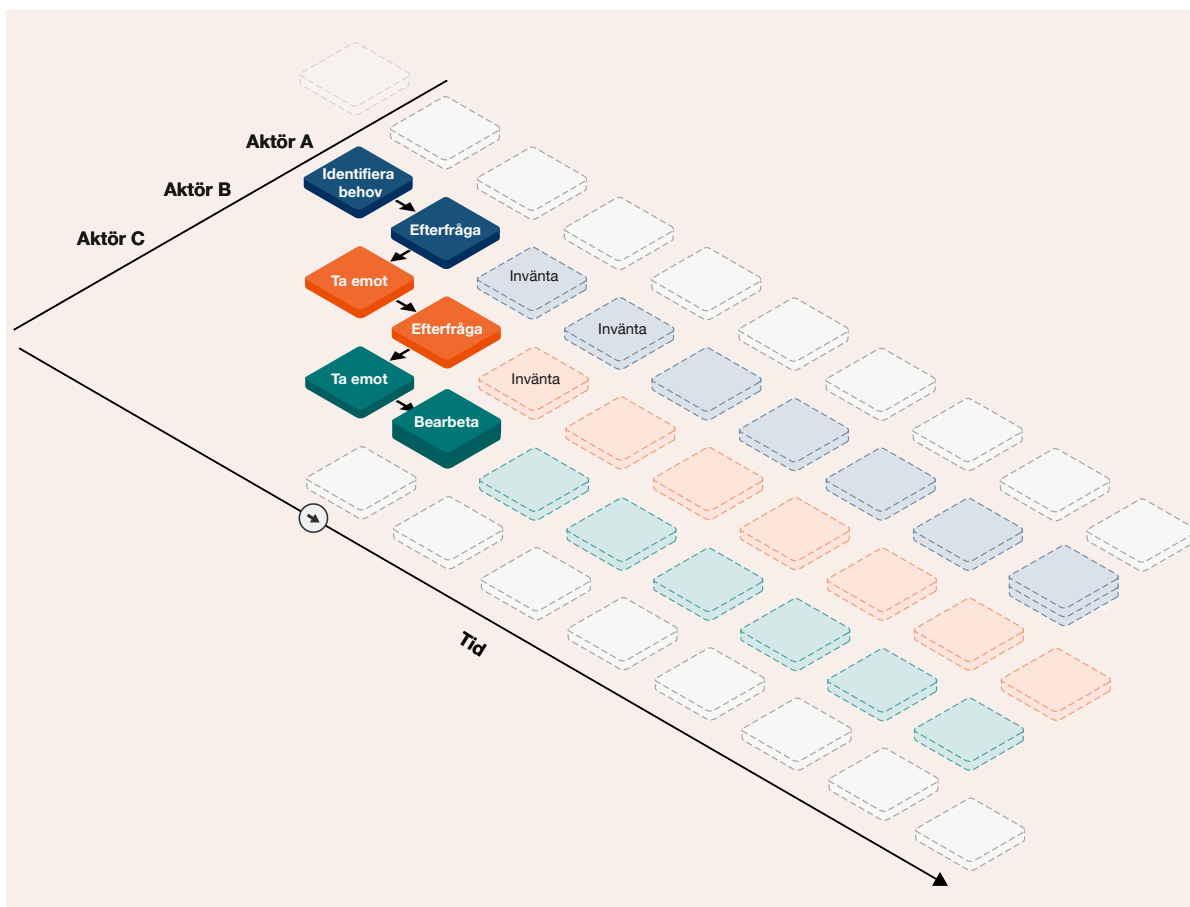 Aktör A
Aktör B
Aktör C
Identifiera
behov
Efterfråga
Ta emot
Invänta
Efterfråga
Invänta
Ta emot
Invänta
Bearbeta
Tid